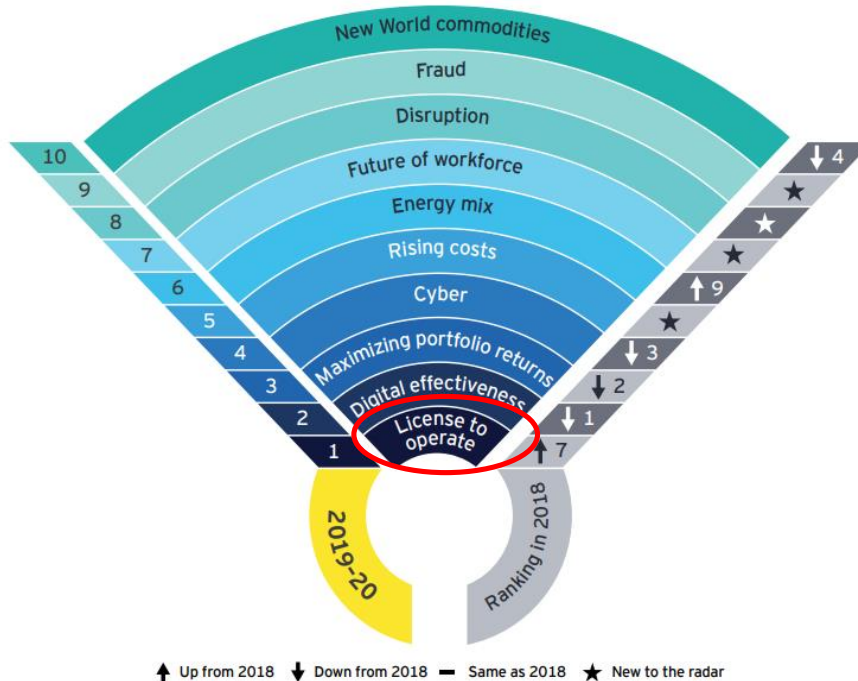 New World commodities
Fraud
Disruption
Future of workforce
Energy mix
Rising costs
Cyber
Maximizing portfolio returns
Digital effectiveness
License to
operate
10
9
8
7
6
5
4
3
2
1
4
9
3
2
1
7
2019-20
Ranking in 2018
Up from 2018 Down from 2018 Same as 2018 New to the radar